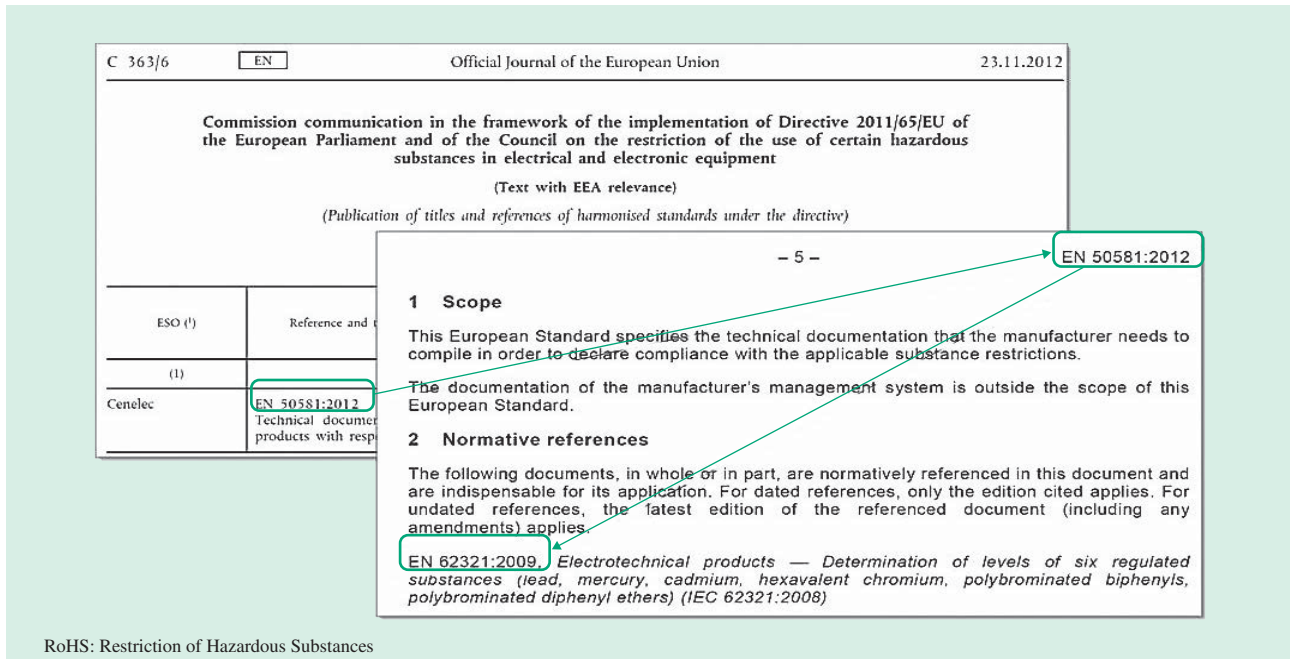 C 363/6 EN Official Journal of the European Union 23.11.2012
Commission communication in the framework of the implementation of Directive 2011/65/EU of
the European Parliament and of the Council on the restriction of the use of certain hazardous
substances in electrical and electronic equipment
(Text with EEA relevance)
(Publication of titles and references of harmonised standards under the directive)
ESO (¹) Reference and t
(1)
Cenelec EN 50581:2012
Technical documen
products with resp
– 5 – EN 50581:2012
1 Scope
This European Standard specifies the technical documentation that the manufacturer needs to
compile in order to declare compliance with the applicable substance restrictions.
The documentation of the manufacturer's management system is outside the scope of this
European Standard.
2 Normative references
The following documents, in whole or in part, are normatively referenced in this document and
are indispensable for its application. For dated references, only the edition cited applies. For
undated references, the latest edition of the referenced document (including any
amendments) applies.
EN 62321:2009, Electrotechnical products — Determination of levels of six regulated
substances (lead, mercury, cadmium, hexavalent chromium, polybrominated biphenyls,
polybrominated diphenyl ethers) (IEC 62321:2008)
RoHS: Restriction of Hazardous Substances